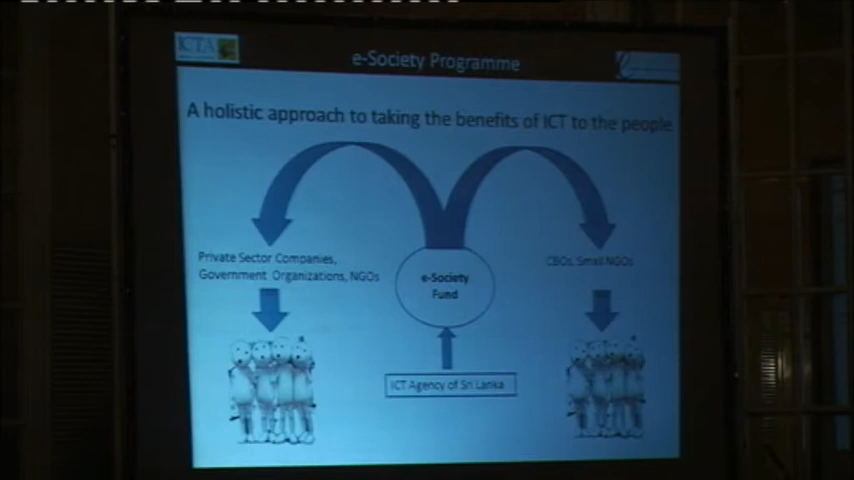 ICTA
e-Society Programme
A holistic approach to taking the benefits of ICT to the people
Private Sector Companies,
Government Organizations, NGOs
e-Society
Fund
CBOs, Small NGOs
ICT Agency of Sri Lanka